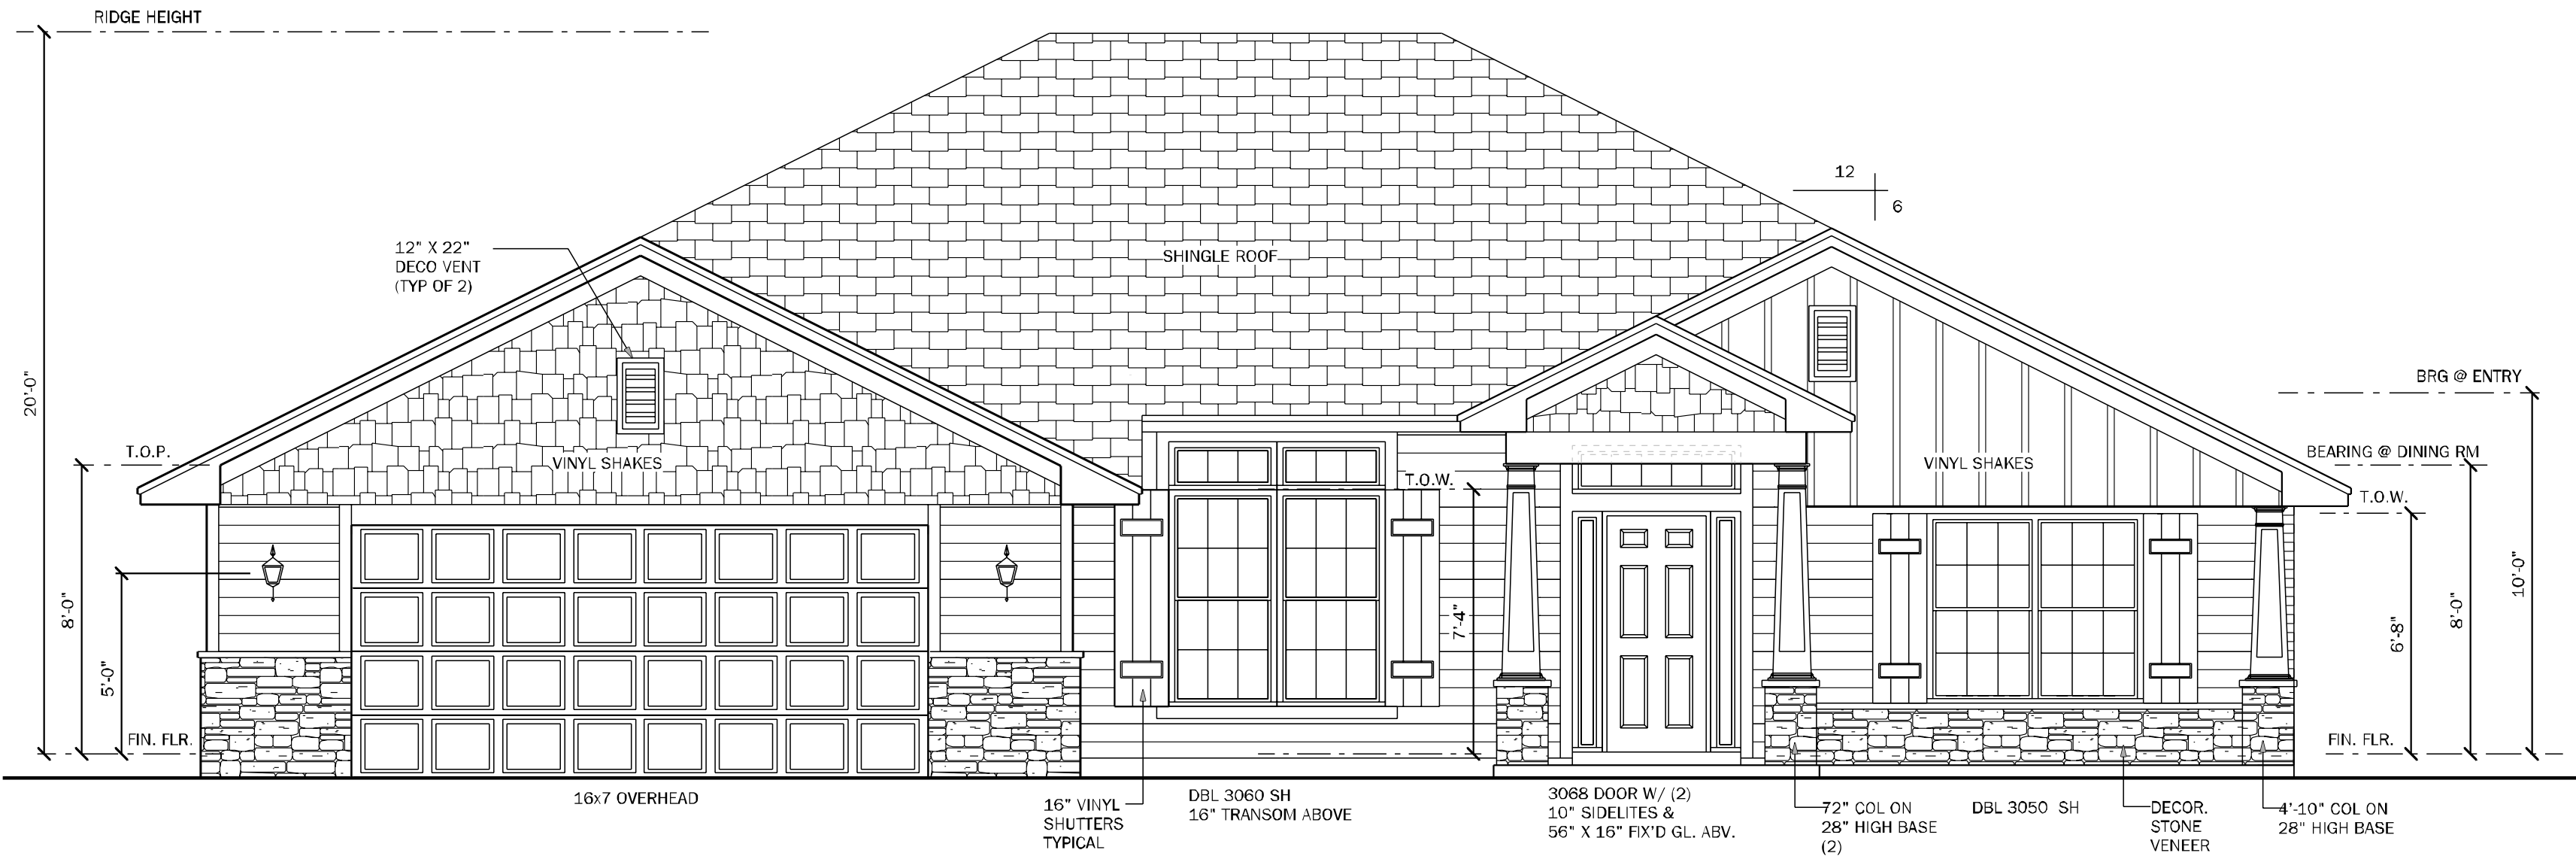 RIDGE HEIGHT
12
6
12" X 22"
DECO VENT
(TYP OF 2)
SHINGLE ROOF
BRG @ ENTRY
20'-0"
T.O.P.
VINYL SHAKES
T.O.W.
VINYL SHAKES
BEARING @ DINING RM
T.O.W.
8'-0"
5'-0"
7'-4"
6'-8"
8'-0"
10'-0"
FIN. FLR.
FIN. FLR.
16x7 OVERHEAD
16" VINYL
SHUTTERS
TYPICAL
DBL 3060 SH
16" TRANSOM ABOVE
3068 DOOR W/ (2)
10" SIDELITES &
56" X 16" FIX'D GL. ABV.
72" COL ON
28" HIGH BASE
(2)
DBL 3050 SH
DECOR.
STONE
VENEER
4'-10" COL ON
28" HIGH BASE